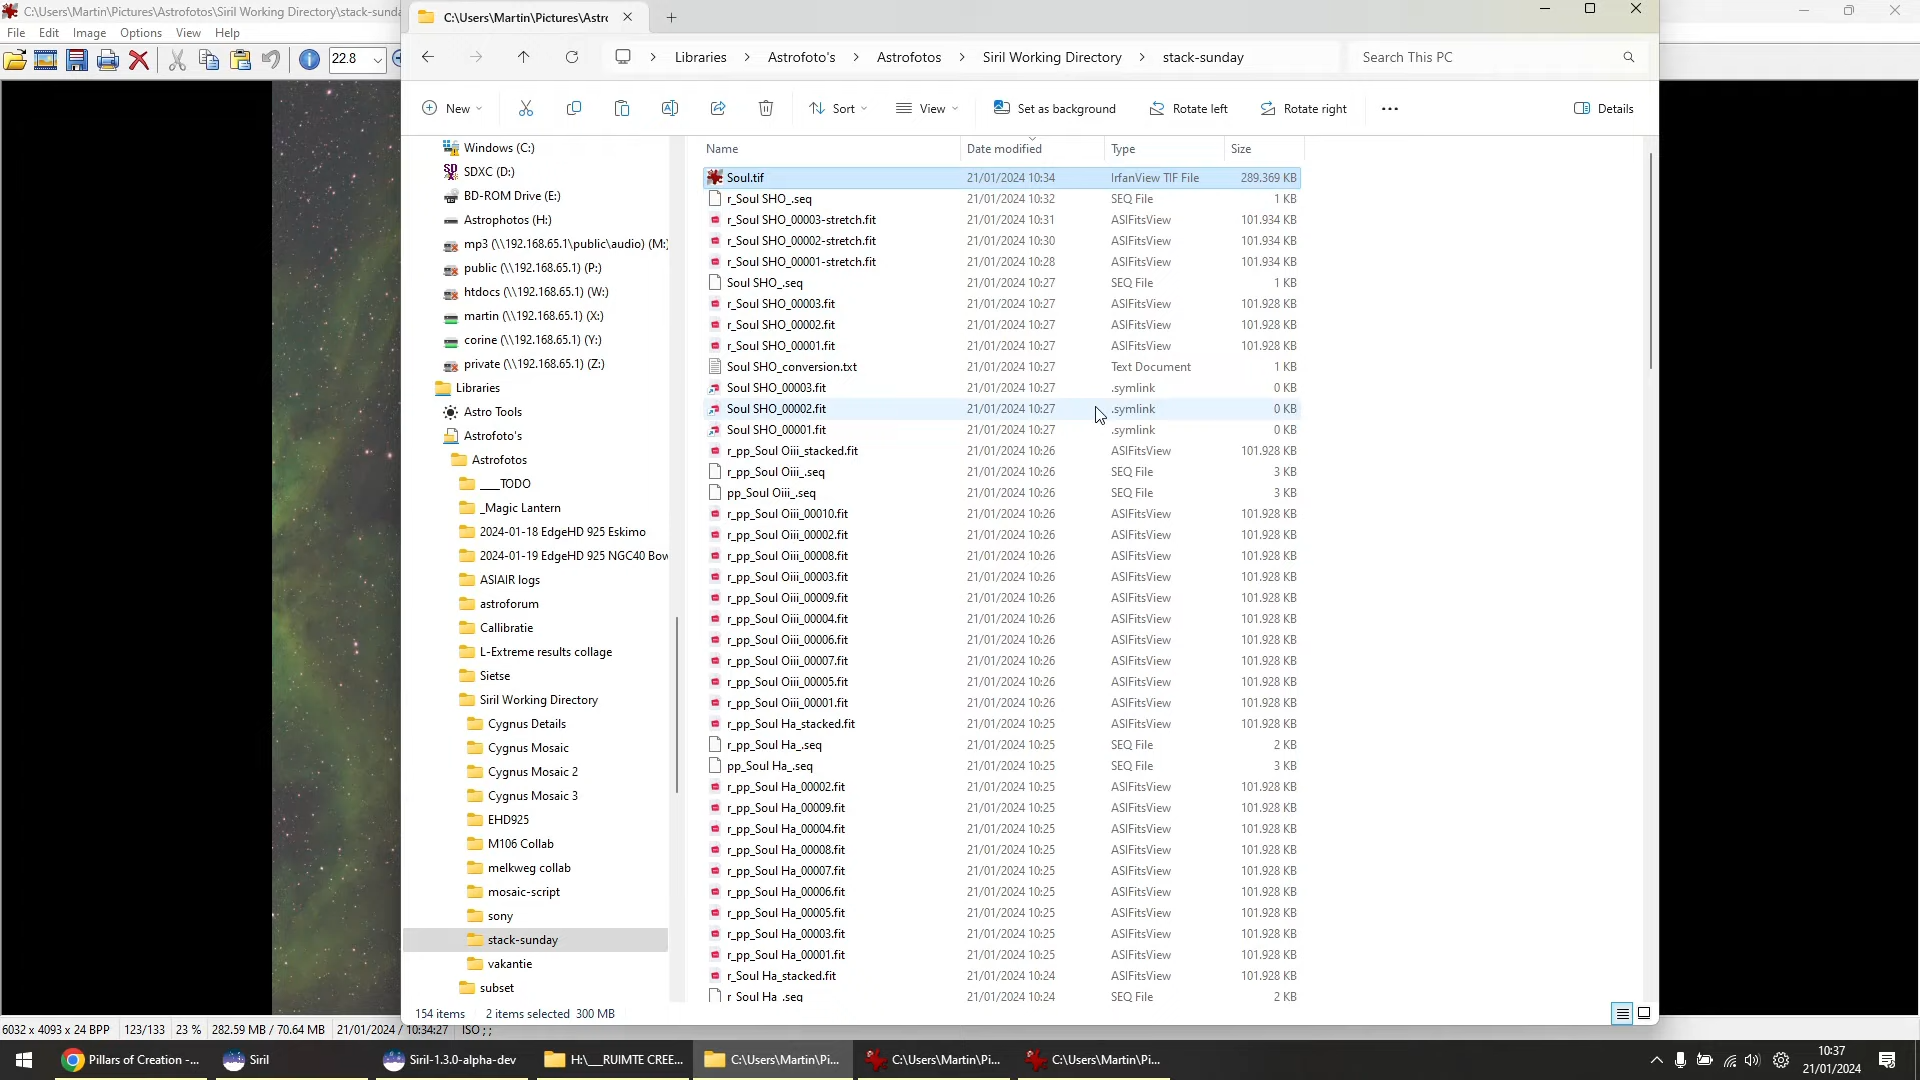 C:\Users\Martin\Pictures\Astrofotos\Siril Working Directory\stack-sunda
File Edit Image Options View Help
22.8
C:\Users\Martin\Pictures\Astr
Libraries > Astrofoto's > Astrofotos > Siril Working Directory > stack-sunday
Search This PC
New
Sort
View
Set as background
Rotate left
Rotate right
Details
Windows (C:)
SDXC (D:)
BD-ROM Drive (E:)
Astrophotos (H:)
mp3 (\\192.168.65.1\public\audio) (M:)
public (\\192.168.65.1) (P:)
htdocs (\\192.168.65.1) (W:)
martin (\\192.168.65.1) (X:)
corine (\\192.168.65.1) (Y:)
private (\\192.168.65.1) (Z:)
Libraries
Astro Tools
Astrofoto's
Astrofotos
___TODO
_Magic Lantern
2024-01-18 EdgeHD 925 Eskimo
2024-01-19 EdgeHD 925 NGC40 Bow
ASIAIR logs
astroforum
Callibratie
L-Extreme results collage
Sietse
Siril Working Directory
Cygnus Details
Cygnus Mosaic
Cygnus Mosaic 2
Cygnus Mosaic 3
EHD925
M106 Collab
melkweg collab
mosaic-script
sony
stack-sunday
vakantie
subset
Name Date modified Type Size
Soul.tif 21/01/2024 10:34 IrfanView TIF File 289.369 KB
r_Soul SHO_.seq 21/01/2024 10:32 SEQ File 1 KB
r_Soul SHO_00003-stretch.fit 21/01/2024 10:31 ASIFitsView 101.934 KB
r_Soul SHO_00002-stretch.fit 21/01/2024 10:30 ASIFitsView 101.934 KB
r_Soul SHO_00001-stretch.fit 21/01/2024 10:28 ASIFitsView 101.934 KB
Soul SHO_.seq 21/01/2024 10:27 SEQ File 1 KB
r_Soul SHO_00003.fit 21/01/2024 10:27 ASIFitsView 101.928 KB
r_Soul SHO_00002.fit 21/01/2024 10:27 ASIFitsView 101.928 KB
r_Soul SHO_00001.fit 21/01/2024 10:27 ASIFitsView 101.928 KB
Soul SHO_conversion.txt 21/01/2024 10:27 Text Document 1 KB
Soul SHO_00003.fit 21/01/2024 10:27 .symlink 0 KB
Soul SHO_00002.fit 21/01/2024 10:27 .symlink 0 KB
Soul SHO_00001.fit 21/01/2024 10:27 .symlink 0 KB
r_pp_Soul Oiii_stacked.fit 21/01/2024 10:26 ASIFitsView 101.928 KB
r_pp_Soul Oiii_.seq 21/01/2024 10:26 SEQ File 3 KB
pp_Soul Oiii_.seq 21/01/2024 10:26 SEQ File 3 KB
r_pp_Soul Oiii_00010.fit 21/01/2024 10:26 ASIFitsView 101.928 KB
r_pp_Soul Oiii_00002.fit 21/01/2024 10:26 ASIFitsView 101.928 KB
r_pp_Soul Oiii_00008.fit 21/01/2024 10:26 ASIFitsView 101.928 KB
r_pp_Soul Oiii_00003.fit 21/01/2024 10:26 ASIFitsView 101.928 KB
r_pp_Soul Oiii_00009.fit 21/01/2024 10:26 ASIFitsView 101.928 KB
r_pp_Soul Oiii_00004.fit 21/01/2024 10:26 ASIFitsView 101.928 KB
r_pp_Soul Oiii_00006.fit 21/01/2024 10:26 ASIFitsView 101.928 KB
r_pp_Soul Oiii_00007.fit 21/01/2024 10:26 ASIFitsView 101.928 KB
r_pp_Soul Oiii_00005.fit 21/01/2024 10:26 ASIFitsView 101.928 KB
r_pp_Soul Oiii_00001.fit 21/01/2024 10:26 ASIFitsView 101.928 KB
r_pp_Soul Ha_stacked.fit 21/01/2024 10:25 ASIFitsView 101.928 KB
r_pp_Soul Ha_.seq 21/01/2024 10:25 SEQ File 2 KB
pp_Soul Ha_.seq 21/01/2024 10:25 SEQ File 3 KB
r_pp_Soul Ha_00002.fit 21/01/2024 10:25 ASIFitsView 101.928 KB
r_pp_Soul Ha_00009.fit 21/01/2024 10:25 ASIFitsView 101.928 KB
r_pp_Soul Ha_00004.fit 21/01/2024 10:25 ASIFitsView 101.928 KB
r_pp_Soul Ha_00008.fit 21/01/2024 10:25 ASIFitsView 101.928 KB
r_pp_Soul Ha_00007.fit 21/01/2024 10:25 ASIFitsView 101.928 KB
r_pp_Soul Ha_00006.fit 21/01/2024 10:25 ASIFitsView 101.928 KB
r_pp_Soul Ha_00005.fit 21/01/2024 10:25 ASIFitsView 101.928 KB
r_pp_Soul Ha_00003.fit 21/01/2024 10:25 ASIFitsView 101.928 KB
r_pp_Soul Ha_00001.fit 21/01/2024 10:25 ASIFitsView 101.928 KB
r_Soul Ha_stacked.fit 21/01/2024 10:24 ASIFitsView 101.928 KB
r_Soul Ha_.seq 21/01/2024 10:24 SEQ File 2 KB
154 items 2 items selected 300 MB
6032 x 4093 x 24 BPP 123/133 23 % 282.59 MB / 70.64 MB 21/01/2024 / 10:34:27 ISO ; ;
Pillars of Creation -...
Siril
Siril-1.3.0-alpha-dev
H:\__RUIMTE CREE...
C:\Users\Martin\Pi...
C:\Users\Martin\Pi...
C:\Users\Martin\Pi...
10:37
21/01/2024